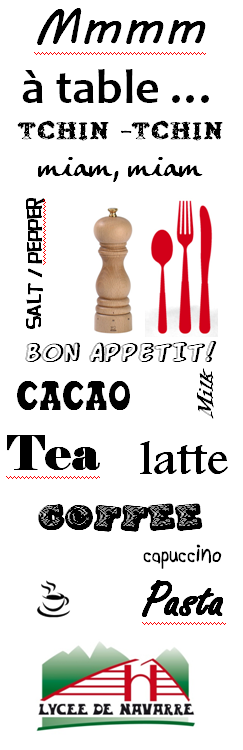 Mmmm
à table ...
TCHIN -TCHIN
miam, miam
SALT / PEPPER
BON APPETIT!
CACAO
Milk
Tea
latte
COFFEE
capuccino
Pasta
LYCEE DE NAVARRE